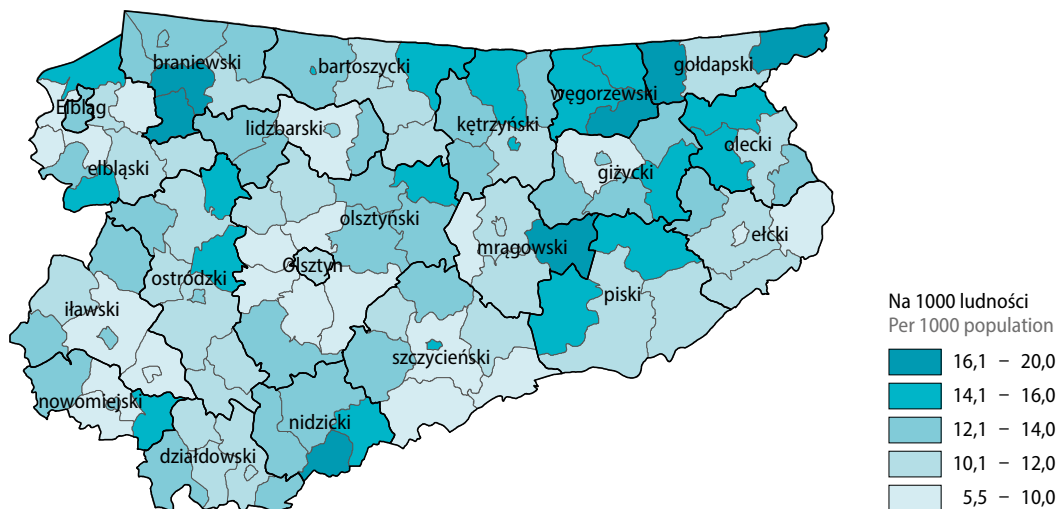 braniewski
bartoszycki
gołdapski
węgorzewski
Elbląg
lidzbarski
kętrzyński
olecki
elbląski
giżycki
olsztyński
mrągowski
ełcki
Olsztyn
ostródzki
piski
iławski
szczycieński
nowomiejski
nidzicki
działdowski
Na 1000 ludności
Per 1000 population
16,1 – 20,0
14,1 – 16,0
12,1 – 14,0
10,1 – 12,0
5,5 – 10,0